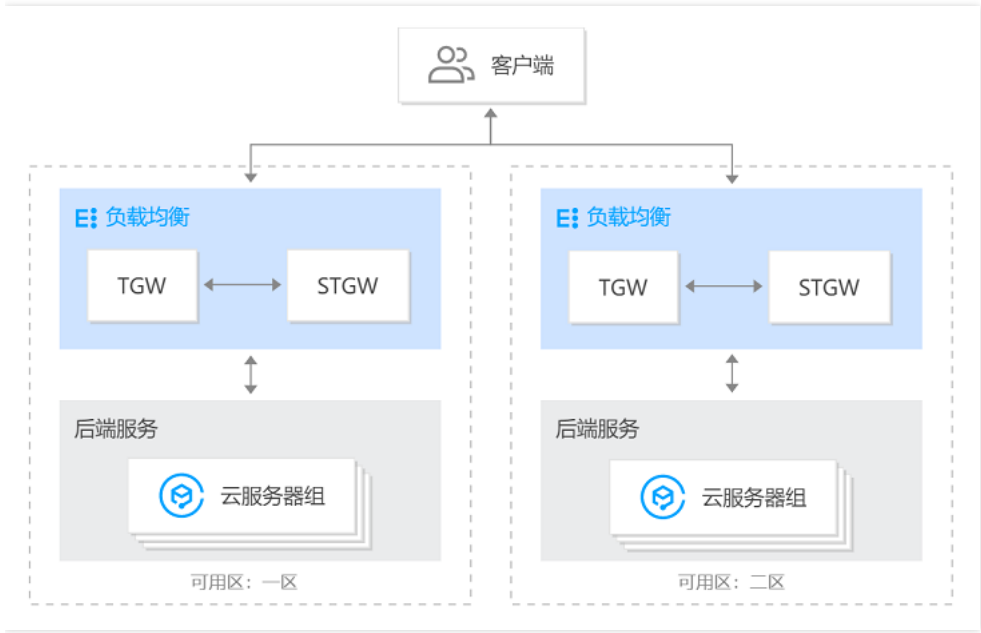 客户端
负载均衡
TGW
STGW
后端服务
云服务器组
可用区：一区
负载均衡
TGW
STGW
后端服务
云服务器组
可用区：二区